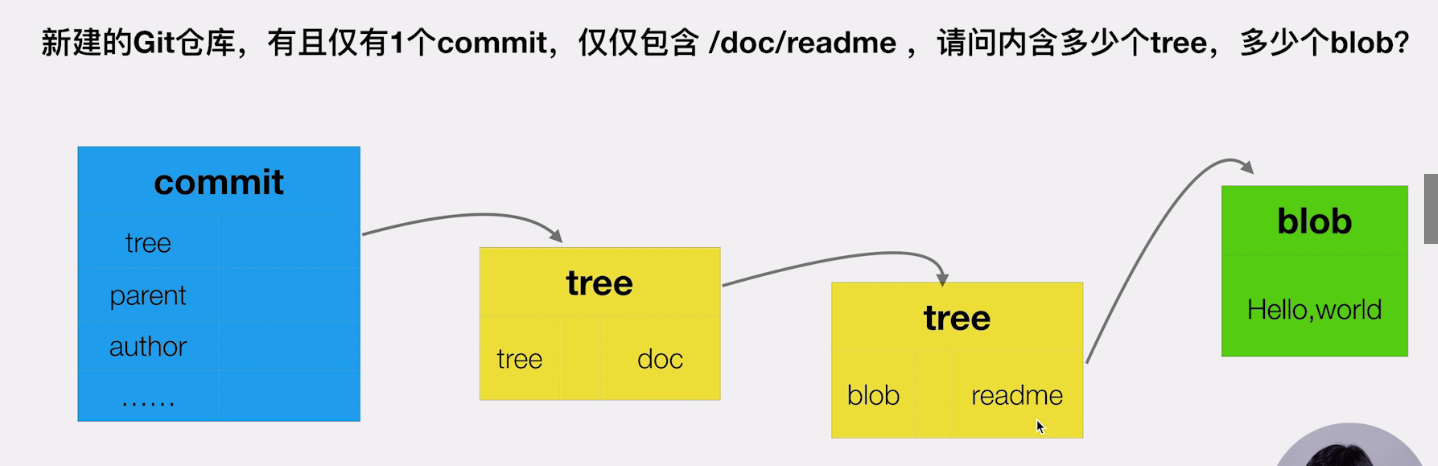 新建的Git仓库，有且仅有1个commit，仅仅包含 /doc/readme ，请问内含多少个tree，多少个blob？
commit
tree
parent
author
……
tree
tree doc
tree
blob readme
blob
Hello,world